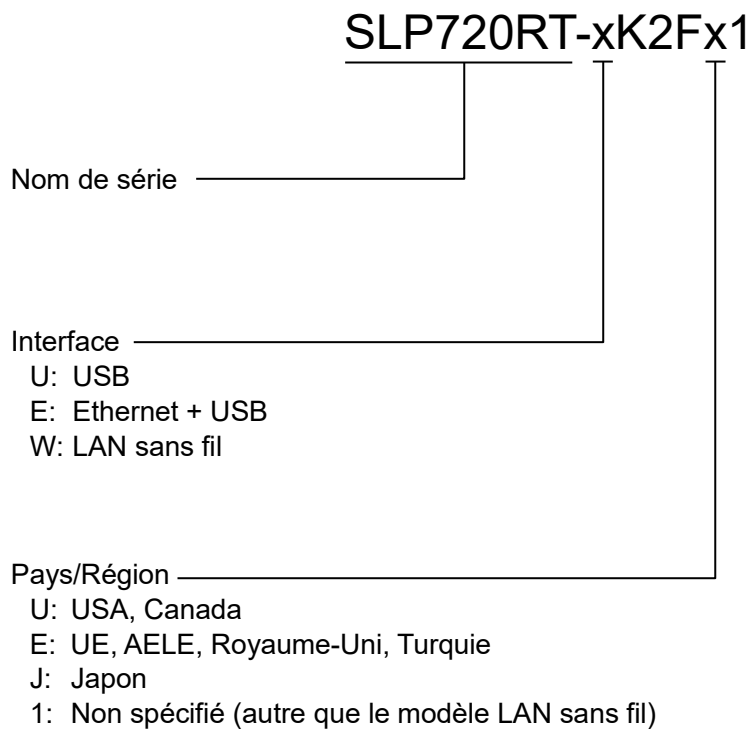 SLP720RT-xK2Fx1
Nom de série
Interface
U: USB
E: Ethernet + USB
W: LAN sans fil
Pays/Région
U: USA, Canada
E: UE, AELE, Royaume-Uni, Turquie
J: Japon
1: Non spécifié (autre que le modèle LAN sans fil)